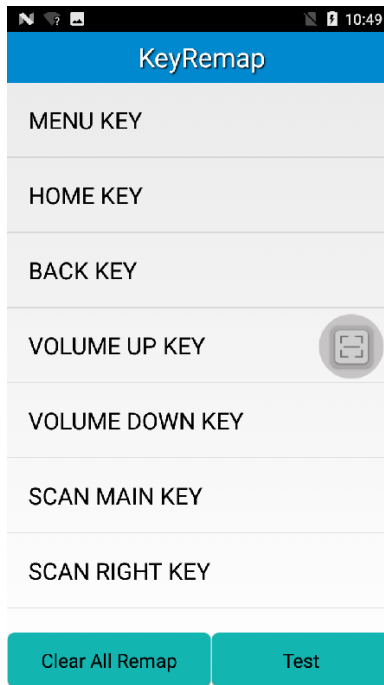 10:49
KeyRemap
MENU KEY
HOME KEY
BACK KEY
VOLUME UP KEY
VOLUME DOWN KEY
SCAN MAIN KEY
SCAN RIGHT KEY
Clear All Remap
Test